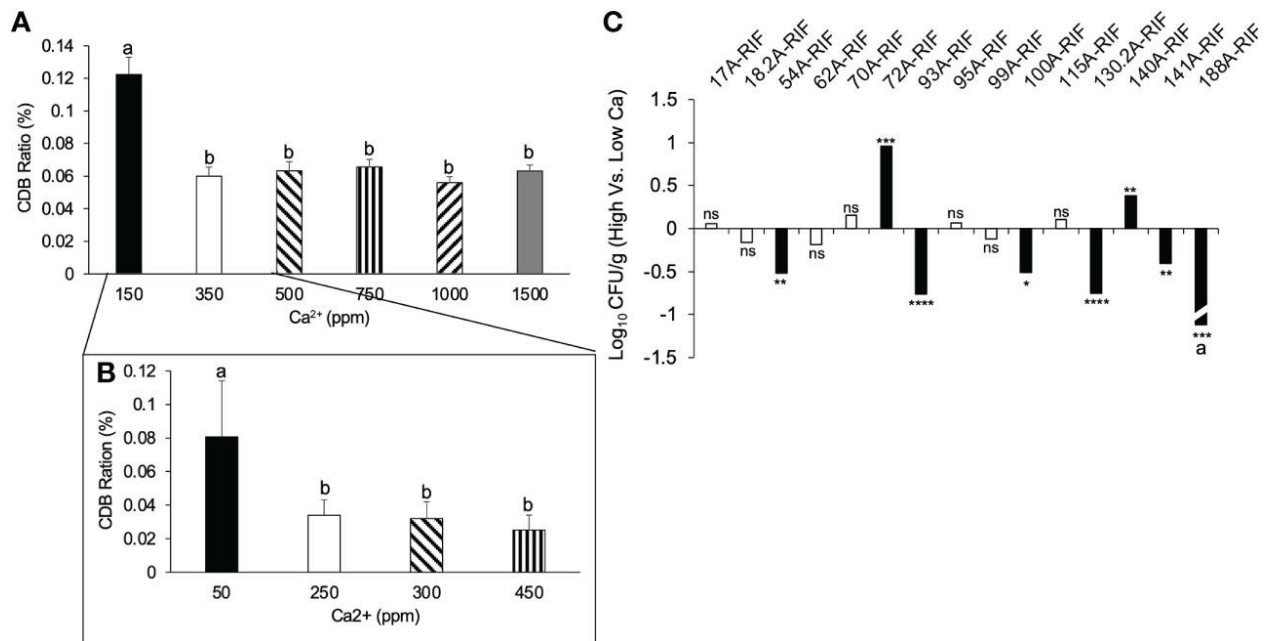 A
0.14
0.12
0.1
0.08
0.06
0.04
0.02
0
CDB Ratio (%)
a
b
b
b
b
b
150 350 500 750 1000 1500
Ca²⁺ (ppm)
B
0.12
0.1
0.08
0.06
0.04
0.02
0
CDB Ration (%)
a
b
b
b
50 250 300 450
Ca2+ (ppm)
C
17A-RIF
18.2A-RIF
54A-RIF
62A-RIF
70A-RIF
72A-RIF
93A-RIF
95A-RIF
99A-RIF
100A-RIF
115A-RIF
130.2A-RIF
140A-RIF
141A-RIF
188A-RIF
1.5
1
0.5
0
-0.5
-1
-1.5
Log₁₀ CFU/g (High Vs. Low Ca)
ns
ns
**
ns
ns
***
****
ns
ns
*
ns
****
**
**
***
a